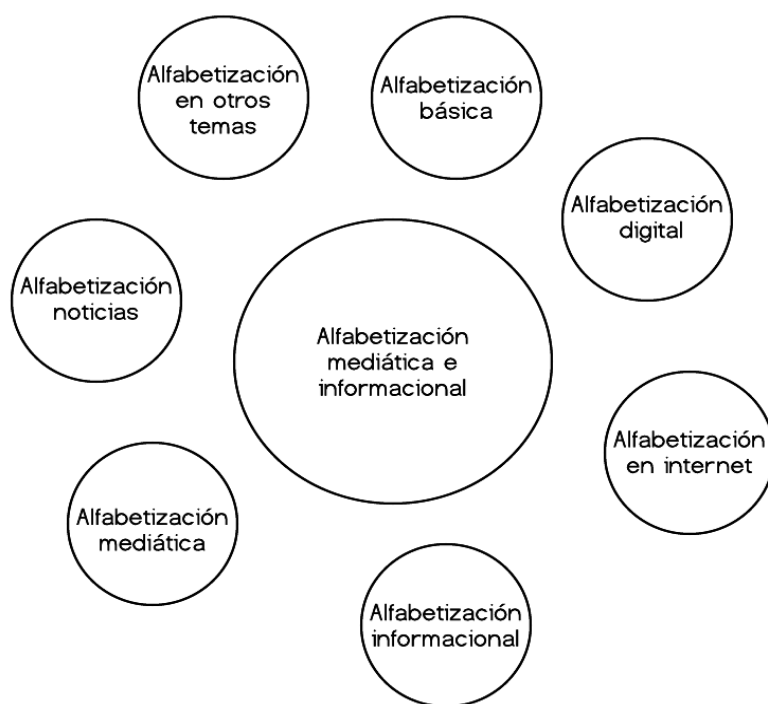 Alfabetización
en otros
temas
Alfabetización
básica
Alfabetización
digital
Alfabetización
noticias
Alfabetización
mediática e
informacional
Alfabetización
en internet
Alfabetización
mediática
Alfabetización
informacional